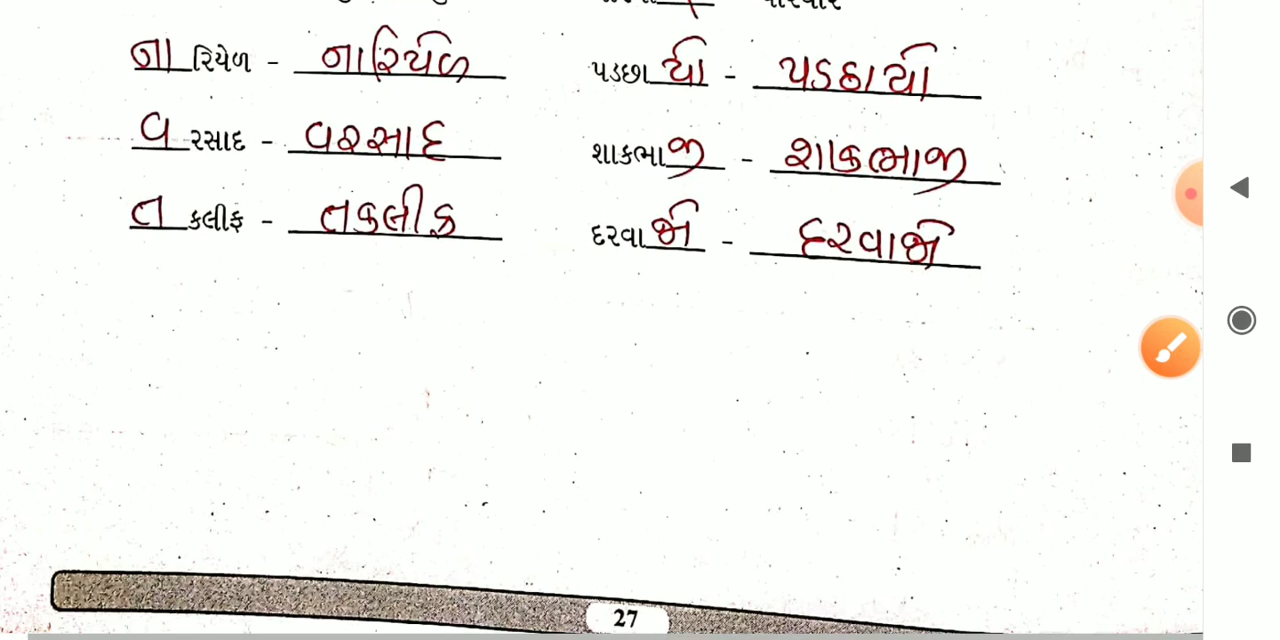 ના રિયેળ - નારિયેળ પડછા યો - પડછાયો
વ રસાદ - વરસાદ શાકભા જી - શાકભાજી
ત કલીફ - તકલીફ દરવા જો - દરવાજો
27